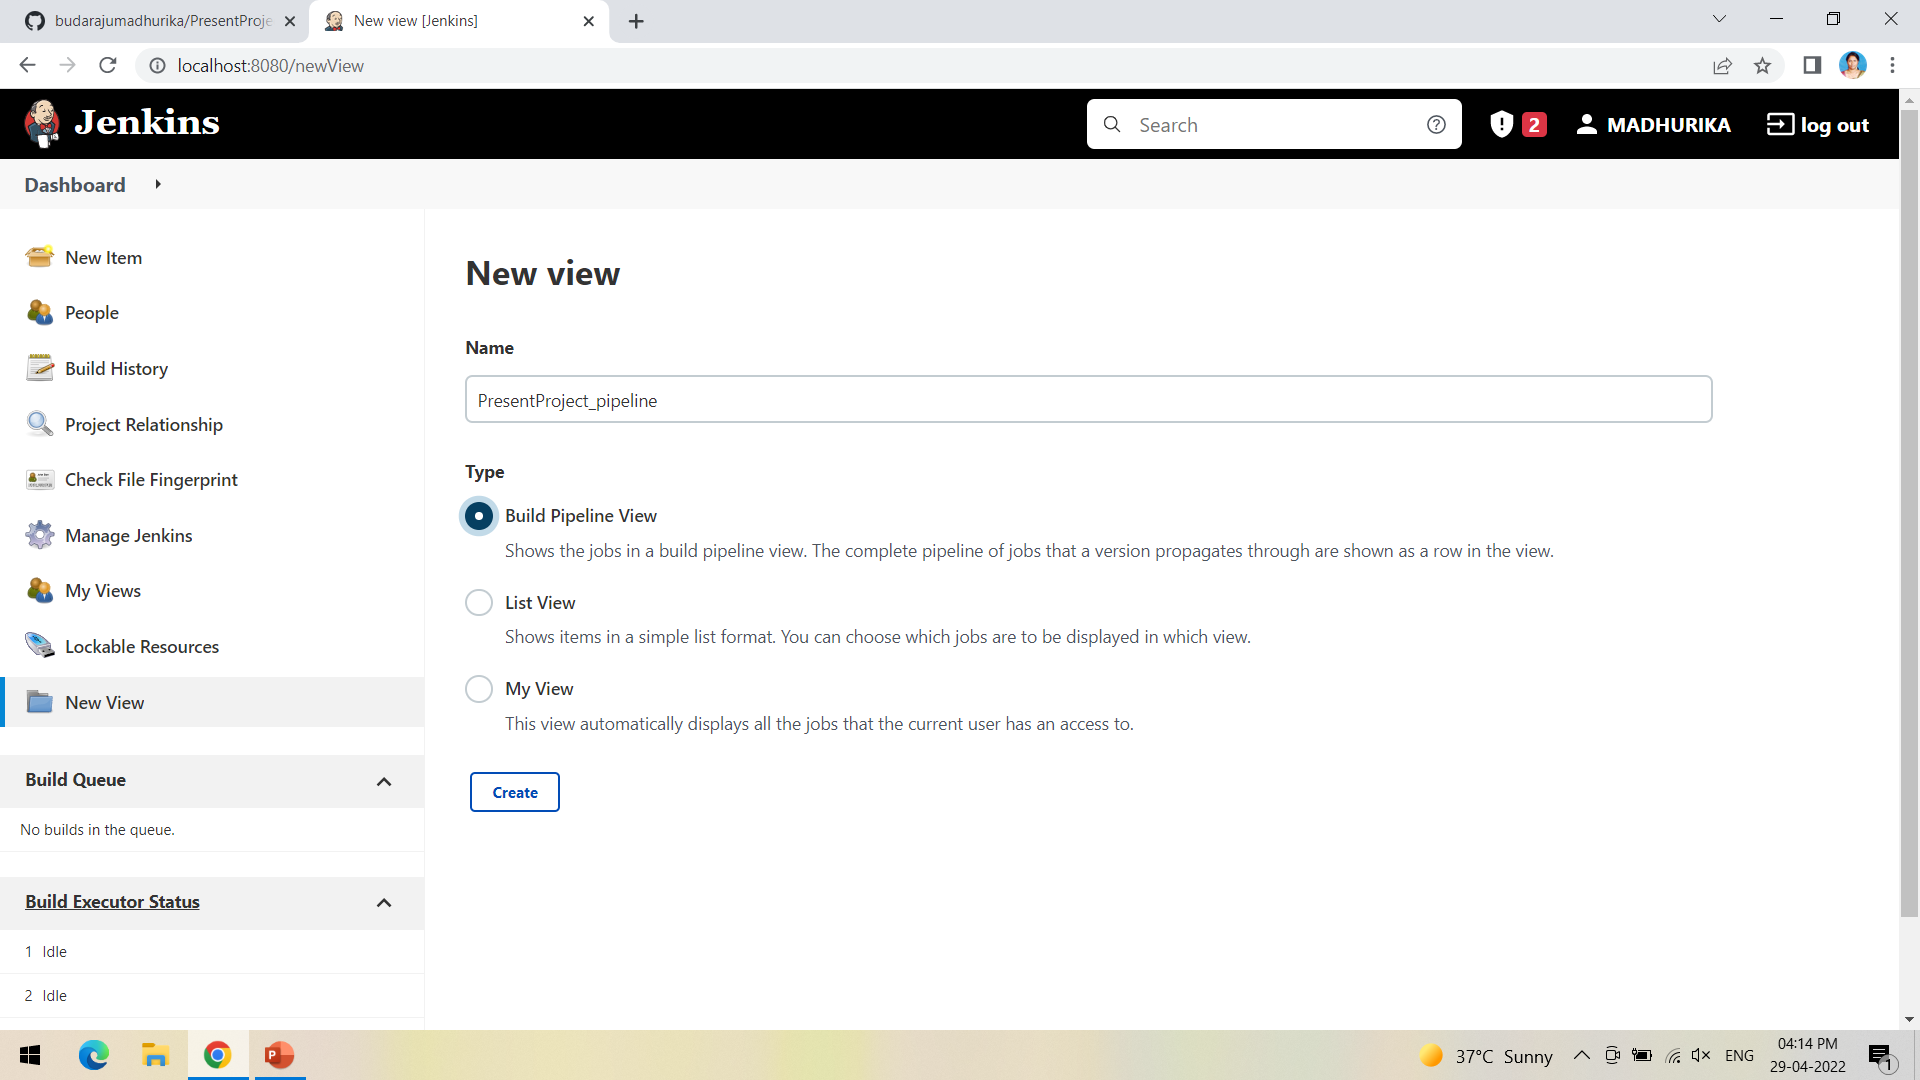 budarajumadhurika/PresentProje
New view [Jenkins]
localhost:8080/newView
Jenkins
Search
2
MADHURIKA
log out
Dashboard
New Item
People
Build History
Project Relationship
Check File Fingerprint
Manage Jenkins
My Views
Lockable Resources
New View
Build Queue
No builds in the queue.
Build Executor Status
1 Idle
2 Idle
New view
Name
PresentProject_pipeline
Type
Build Pipeline View
Shows the jobs in a build pipeline view. The complete pipeline of jobs that a version propagates through are shown as a row in the view.
List View
Shows items in a simple list format. You can choose which jobs are to be displayed in which view.
My View
This view automatically displays all the jobs that the current user has an access to.
Create
37°C Sunny
ENG
04:14 PM
29-04-2022
1